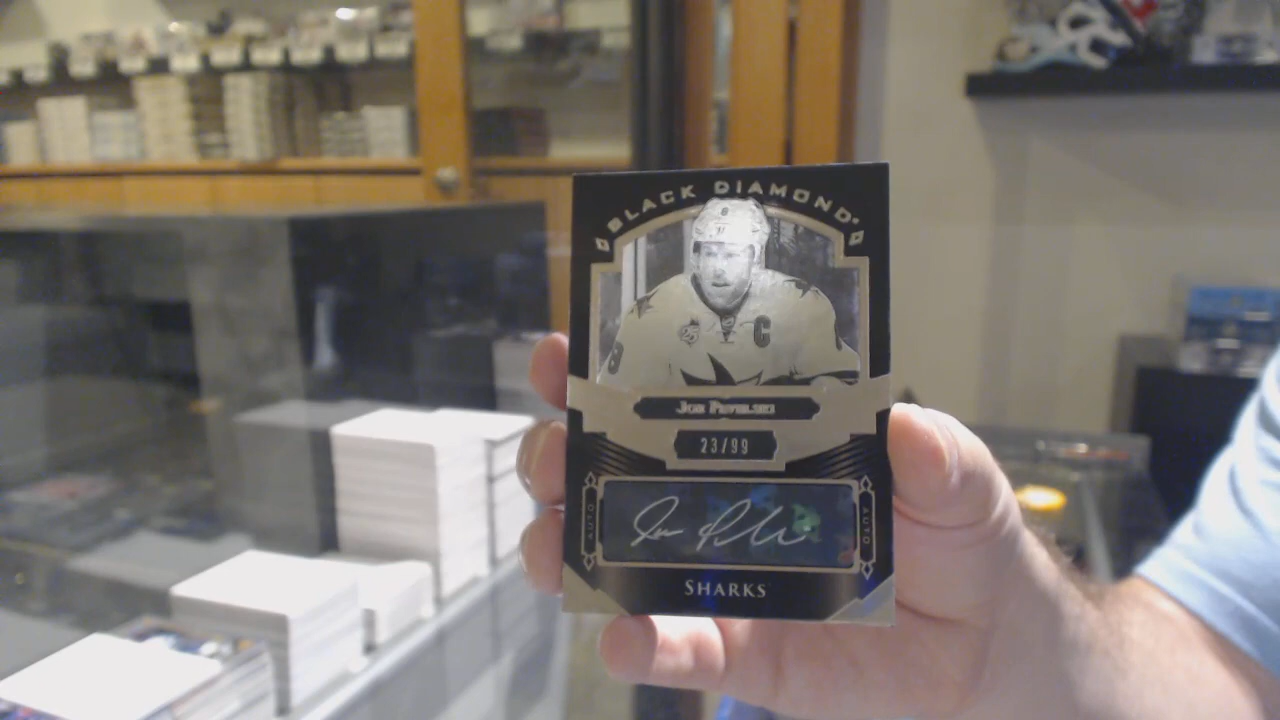 BLACK DIAMOND
C
JOE PAVELSKI
23/99
AUTO
AUTO
SHARKS